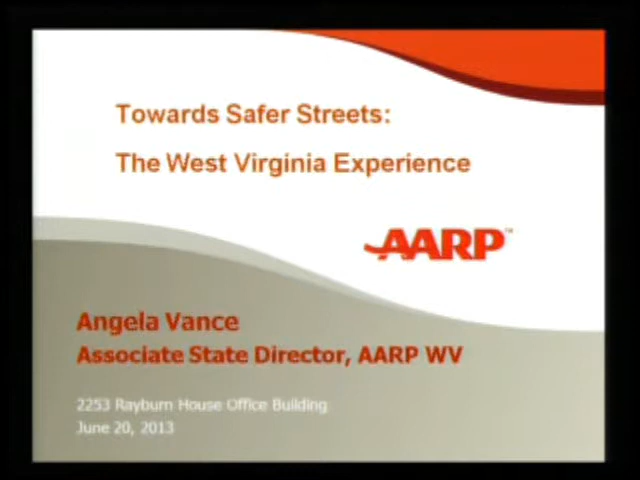 Towards Safer Streets:
The West Virginia Experience
AARP™
Angela Vance
Associate State Director, AARP WV
2253 Rayburn House Office Building
June 20, 2013